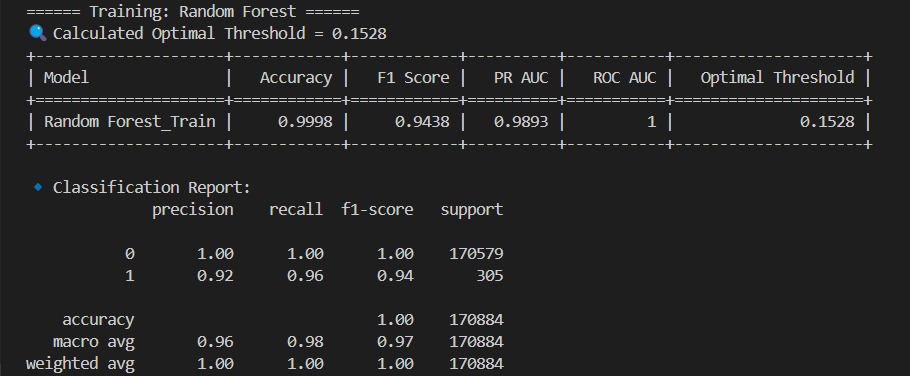 ====== Training: Random Forest ======
🔍 Calculated Optimal Threshold = 0.1528
+---------------------+------------+------------+----------+-----------+---------------------+
| Model               |   Accuracy |   F1 Score |   PR AUC |   ROC AUC |   Optimal Threshold |
+=====================+============+============+==========+===========+=====================+
| Random Forest_Train |     0.9998 |     0.9438 |   0.9893 |         1 |              0.1528 |
+---------------------+------------+------------+----------+-----------+---------------------+
🔹 Classification Report:
              precision    recall  f1-score   support
           0       1.00      1.00      1.00    170579
           1       0.92      0.96      0.94       305
    accuracy                           1.00    170884
   macro avg       0.96      0.98      0.97    170884
weighted avg       1.00      1.00      1.00    170884